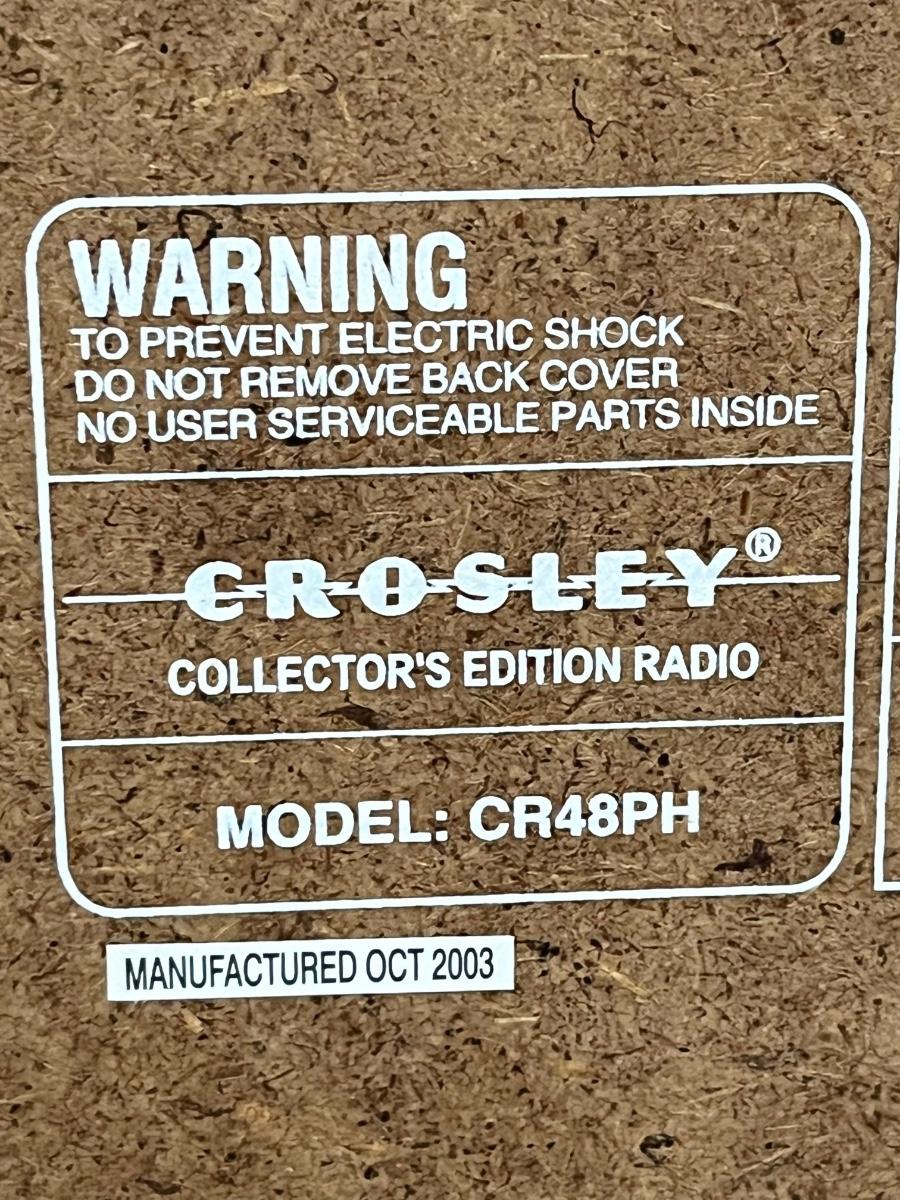 WARNING
TO PREVENT ELECTRIC SHOCK
DO NOT REMOVE BACK COVER
NO USER SERVICEABLE PARTS INSIDE
CROSLEY®
COLLECTOR'S EDITION RADIO
MODEL: CR48PH
MANUFACTURED OCT 2003